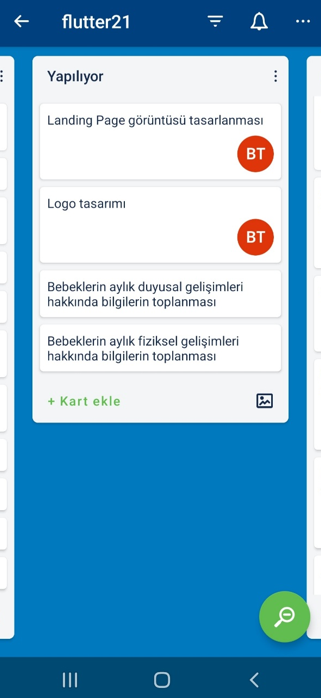 flutter21
Yapılıyor
Landing Page görüntüsü tasarlanması
BT
Logo tasarımı
BT
Bebeklerin aylık duyusal gelişimleri
hakkında bilgilerin toplanması
Bebeklerin aylık fiziksel gelişimleri
hakkında bilgilerin toplanması
+ Kart ekle